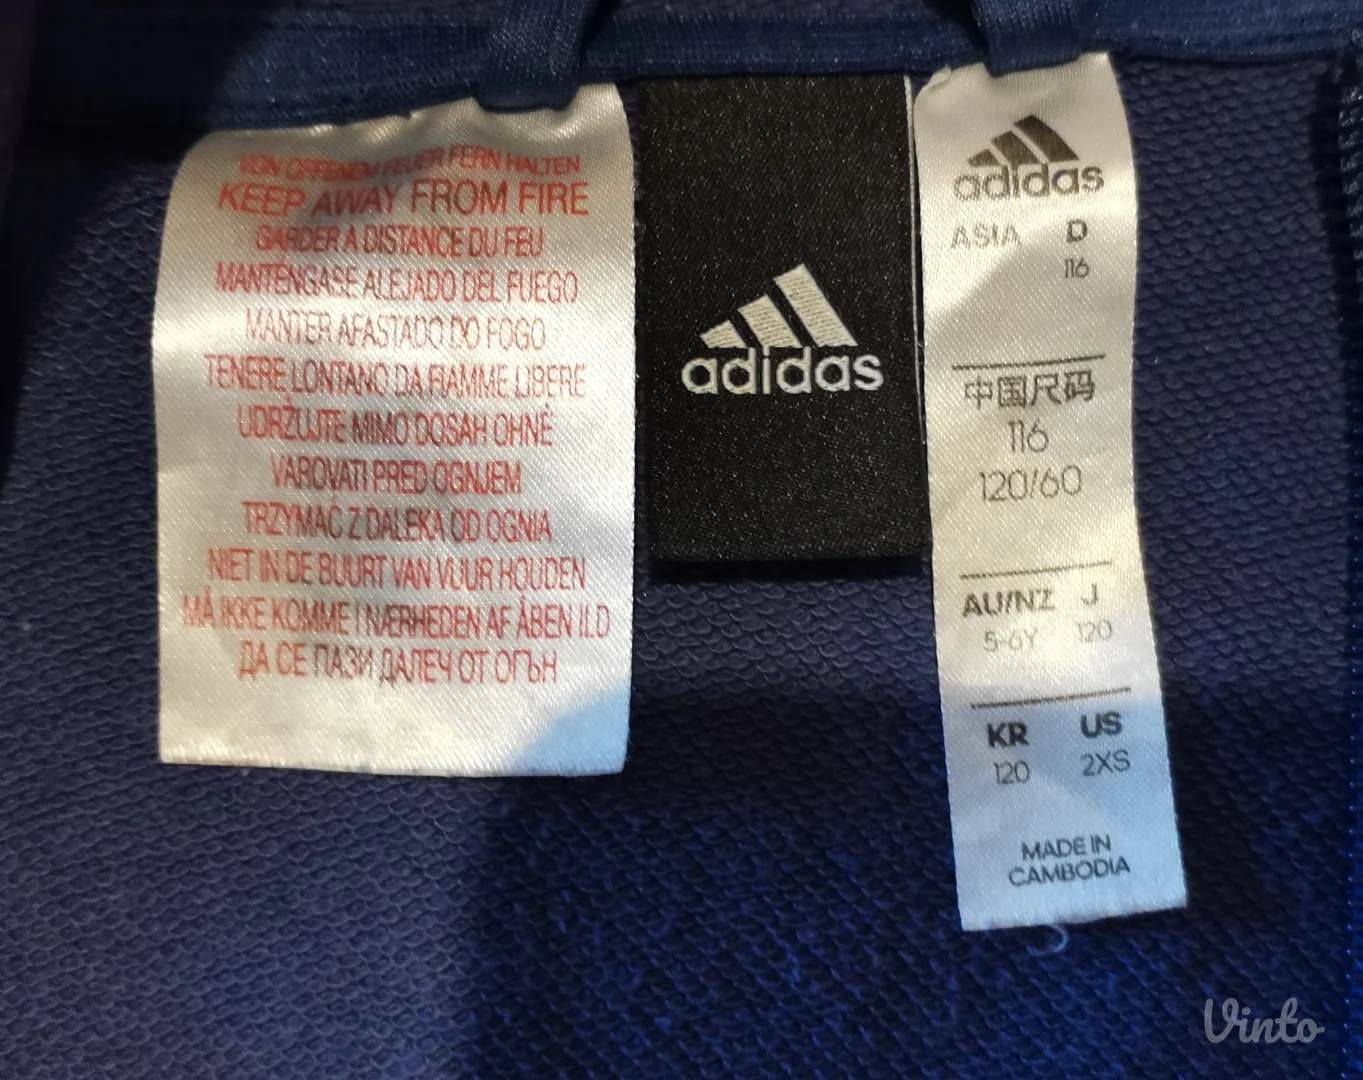 VON OFFENEM FEUER FERN HALTEN
KEEP AWAY FROM FIRE
GARDER A DISTANCE DU FEU
MANTÉNGASE ALEJADO DEL FUEGO
MANTER AFASTADO DO FOGO
TENERE LONTANO DA FIAMME LIBERE
UDRŽUJTE MIMO DOSAH OHNĚ
VAROVATI PRED OGNJEM
TRZYMAĆ Z DALEKA OD OGNIA
NIET IN DE BUURT VAN VUUR HOUDEN
MÅ IKKE KOMME I NÆRHEDEN AF ÅBEN ILD
ДА СЕ ПАЗИ ДАЛЕЧ ОТ ОГЪН
adidas
adidas
ASIA D
116
中国尺码
116
120/60
AU/NZ J
5-6Y 120
KR US
120 2XS
MADE IN
CAMBODIA
Vinto